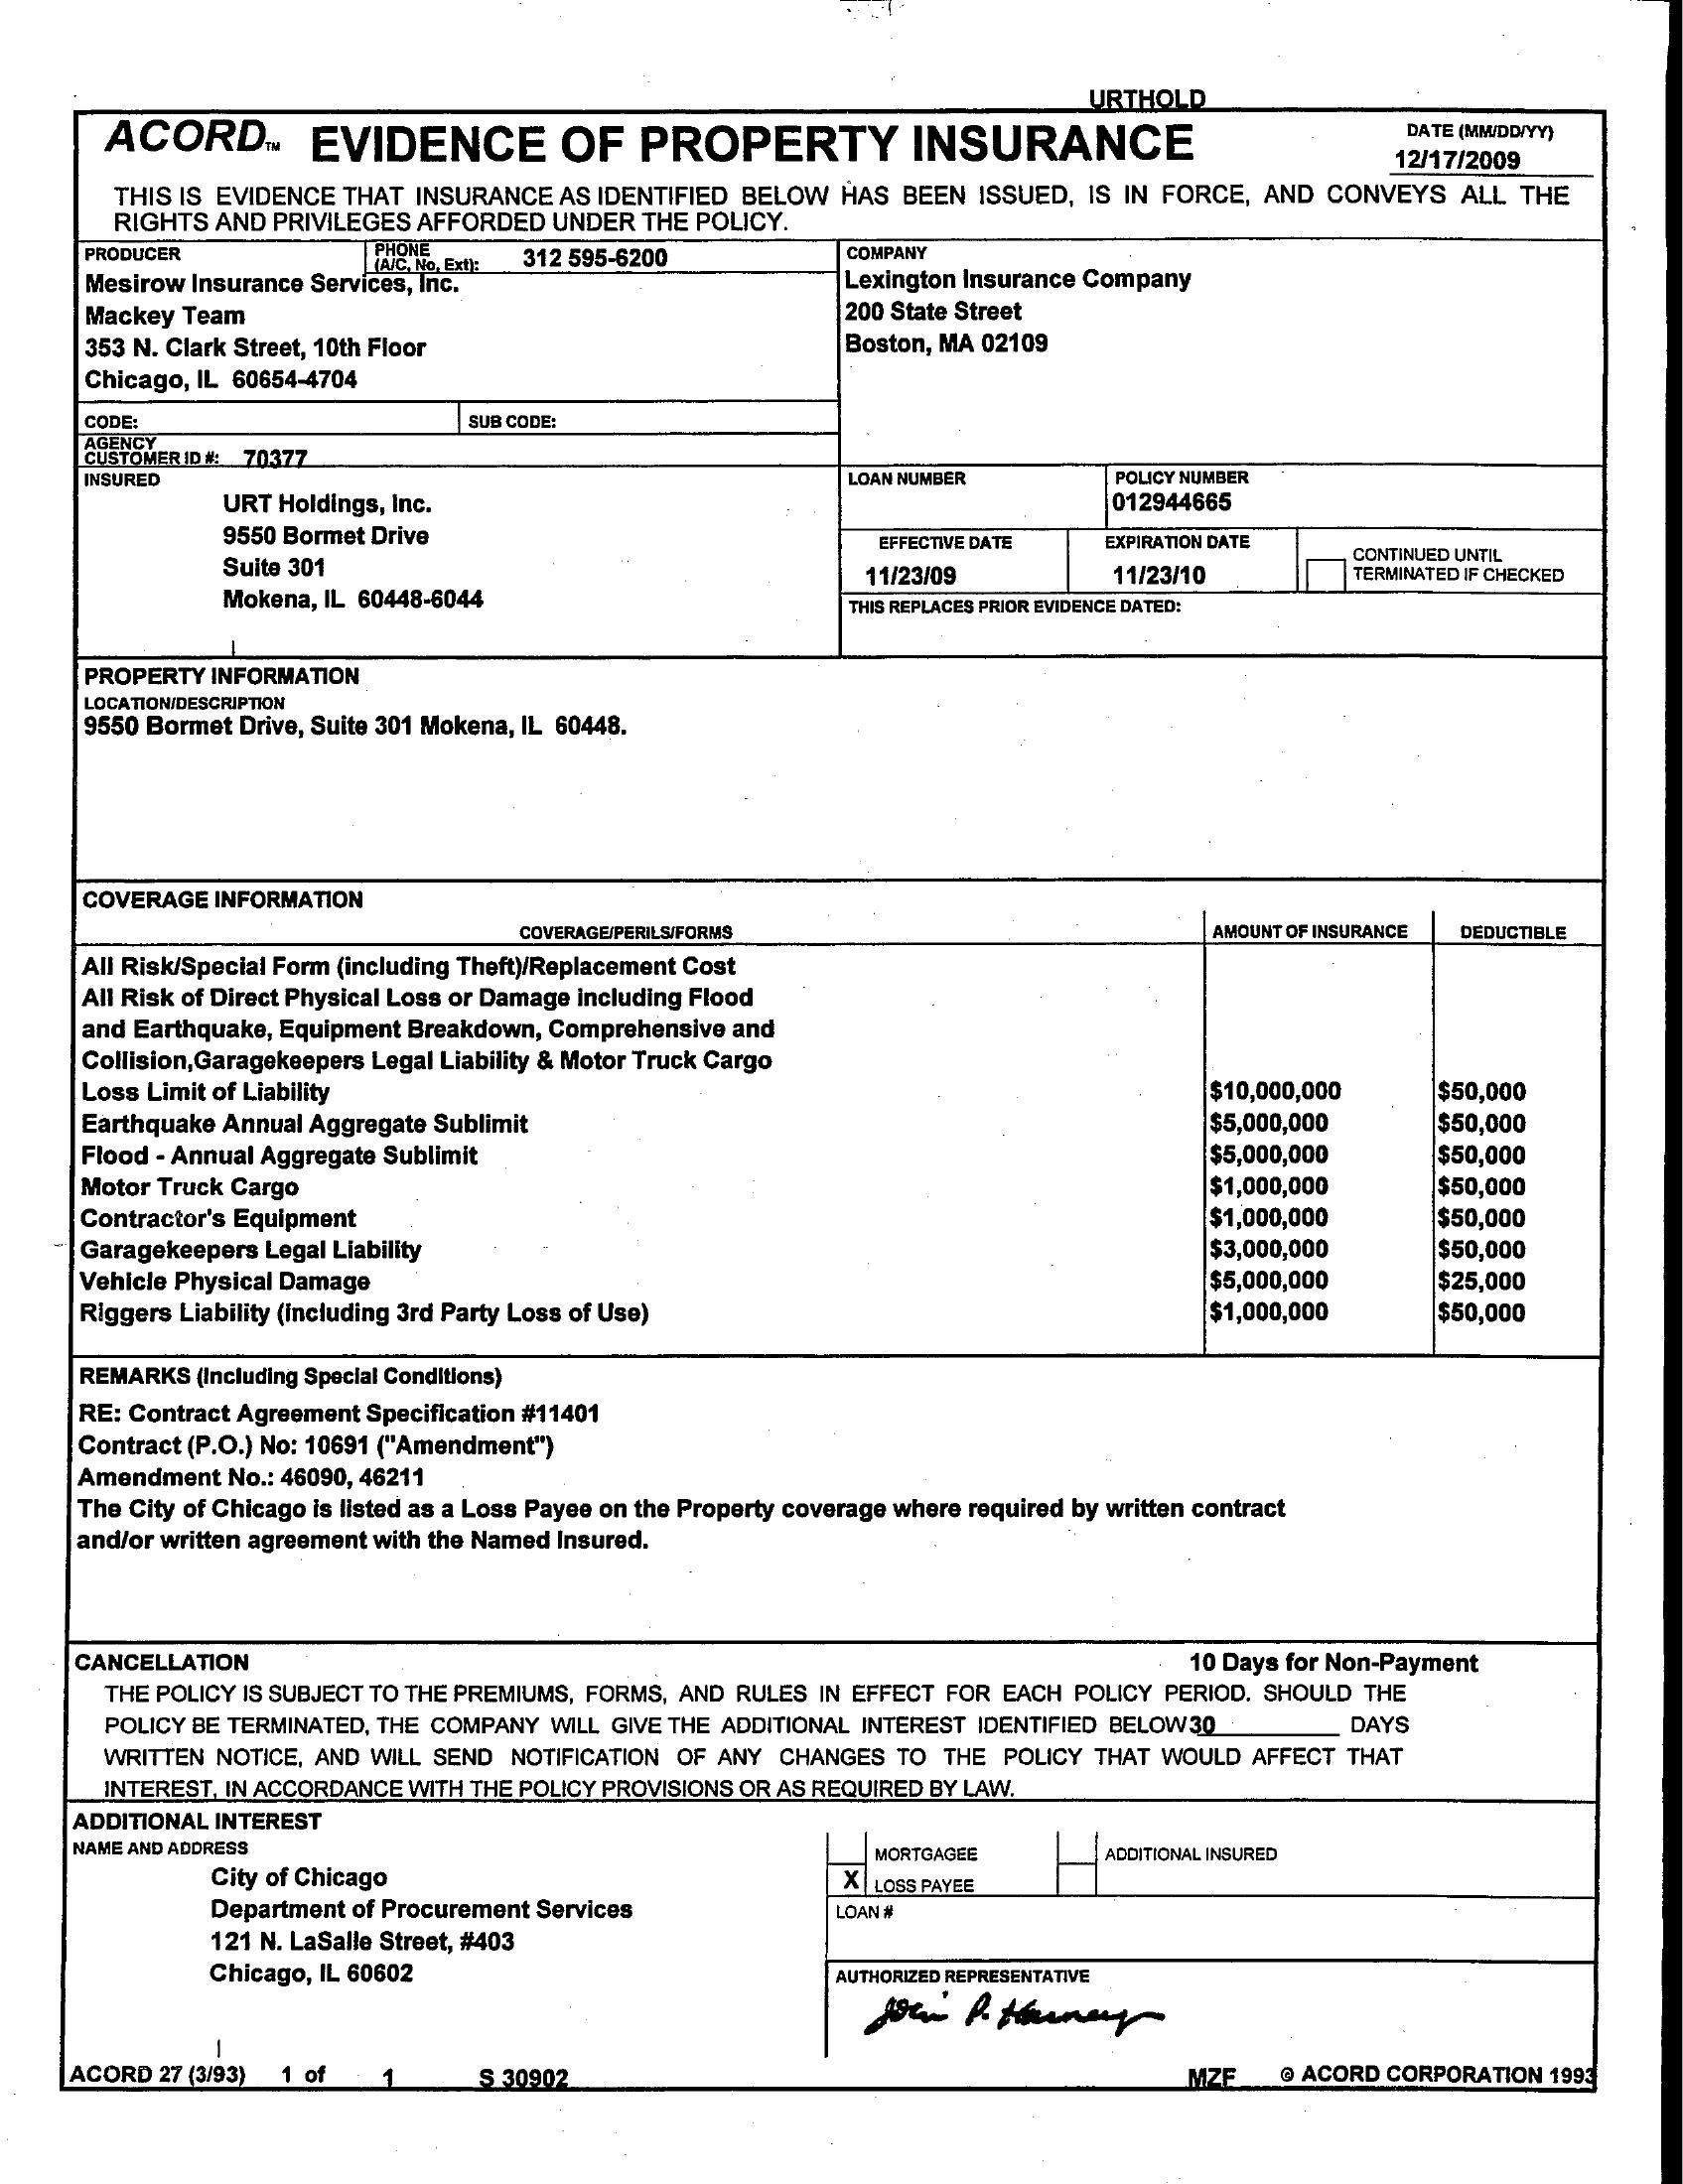 URTHOLD
ACORD™ EVIDENCE OF PROPERTY INSURANCE
DATE (MM/DD/YY)
12/17/2009
THIS IS EVIDENCE THAT INSURANCE AS IDENTIFIED BELOW HAS BEEN ISSUED, IS IN FORCE, AND CONVEYS ALL THE
RIGHTS AND PRIVILEGES AFFORDED UNDER THE POLICY.
PRODUCER
PHONE
(A/C, No, Ext): 312 595-6200
Mesirow Insurance Services, Inc.
Mackey Team
353 N. Clark Street, 10th Floor
Chicago, IL 60654-4704
COMPANY
Lexington Insurance Company
200 State Street
Boston, MA 02109
CODE: SUB CODE:
AGENCY
CUSTOMER ID #: 70377
INSURED
URT Holdings, Inc.
9550 Bormet Drive
Suite 301
Mokena, IL 60448-6044
LOAN NUMBER
POLICY NUMBER
012944665
EFFECTIVE DATE
11/23/09
EXPIRATION DATE
11/23/10
CONTINUED UNTIL
TERMINATED IF CHECKED
THIS REPLACES PRIOR EVIDENCE DATED:
PROPERTY INFORMATION
LOCATION/DESCRIPTION
9550 Bormet Drive, Suite 301 Mokena, IL 60448.
COVERAGE INFORMATION
COVERAGE/PERILS/FORMS AMOUNT OF INSURANCE DEDUCTIBLE
All Risk/Special Form (including Theft)/Replacement Cost
All Risk of Direct Physical Loss or Damage including Flood
and Earthquake, Equipment Breakdown, Comprehensive and
Collision,Garagekeepers Legal Liability & Motor Truck Cargo
Loss Limit of Liability $10,000,000 $50,000
Earthquake Annual Aggregate Sublimit $5,000,000 $50,000
Flood - Annual Aggregate Sublimit $5,000,000 $50,000
Motor Truck Cargo $1,000,000 $50,000
Contractor's Equipment $1,000,000 $50,000
Garagekeepers Legal Liability $3,000,000 $50,000
Vehicle Physical Damage $5,000,000 $25,000
Riggers Liability (including 3rd Party Loss of Use) $1,000,000 $50,000
REMARKS (Including Special Conditions)
RE: Contract Agreement Specification #11401
Contract (P.O.) No: 10691 ("Amendment")
Amendment No.: 46090, 46211
The City of Chicago is listed as a Loss Payee on the Property coverage where required by written contract
and/or written agreement with the Named Insured.
CANCELLATION 10 Days for Non-Payment
THE POLICY IS SUBJECT TO THE PREMIUMS, FORMS, AND RULES IN EFFECT FOR EACH POLICY PERIOD. SHOULD THE
POLICY BE TERMINATED, THE COMPANY WILL GIVE THE ADDITIONAL INTEREST IDENTIFIED BELOW 30 DAYS
WRITTEN NOTICE, AND WILL SEND NOTIFICATION OF ANY CHANGES TO THE POLICY THAT WOULD AFFECT THAT
INTEREST, IN ACCORDANCE WITH THE POLICY PROVISIONS OR AS REQUIRED BY LAW.
ADDITIONAL INTEREST
NAME AND ADDRESS
City of Chicago
Department of Procurement Services
121 N. LaSalle Street, #403
Chicago, IL 60602
MORTGAGEE ADDITIONAL INSURED
X LOSS PAYEE
LOAN #
AUTHORIZED REPRESENTATIVE
ACORD 27 (3/93) 1 of 1 S 30902 MZF © ACORD CORPORATION 1993